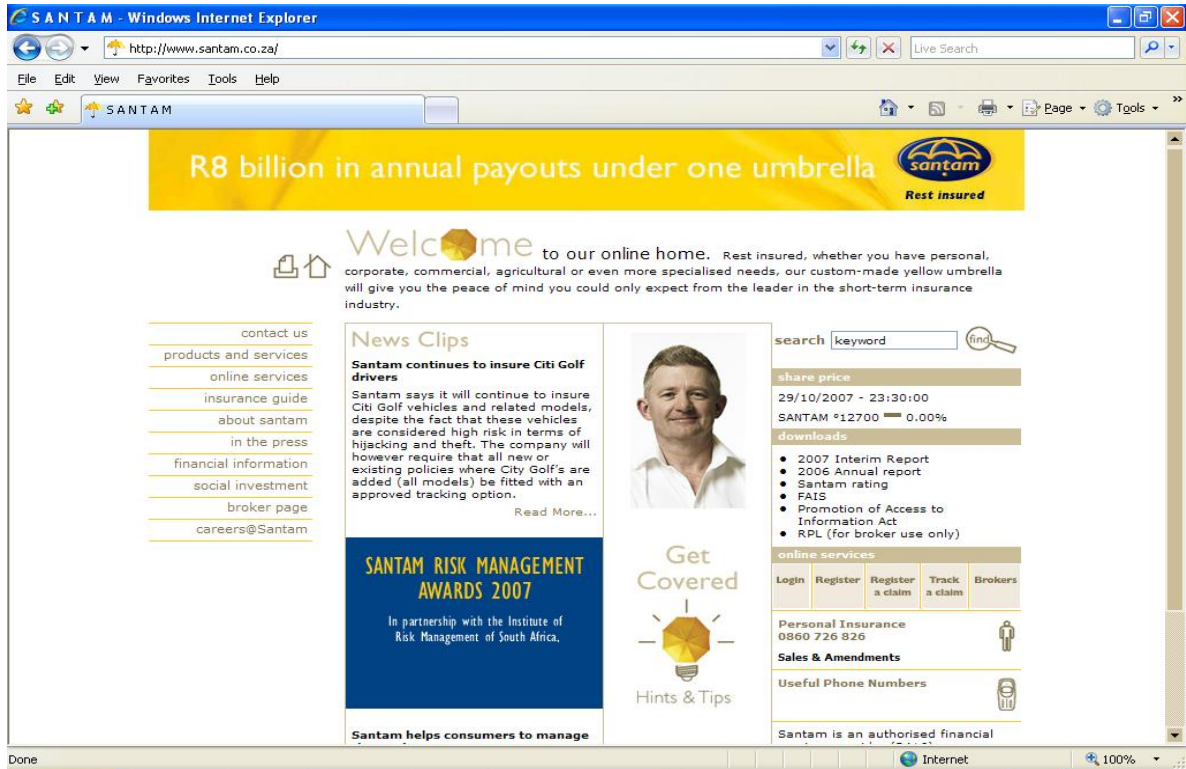 S A N T A M - Windows Internet Explorer
http://www.santam.co.za/
Live Search
File Edit View Favorites Tools Help
S A N T A M
Page Tools
R8 billion in annual payouts under one umbrella
santam
Rest insured
Welcome to our online home. Rest insured, whether you have personal,
corporate, commercial, agricultural or even more specialised needs, our custom-made yellow umbrella
will give you the peace of mind you could only expect from the leader in the short-term insurance
industry.
contact us
products and services
online services
insurance guide
about santam
in the press
financial information
social investment
broker page
careers@Santam
News Clips
Santam continues to insure Citi Golf
drivers
Santam says it will continue to insure
Citi Golf vehicles and related models,
despite the fact that these vehicles
are considered high risk in terms of
hijacking and theft. The company will
however require that all new or
existing policies where City Golf's are
added (all models) be fitted with an
approved tracking option.
Read More...
SANTAM RISK MANAGEMENT
AWARDS 2007
In partnership with the Institute of
Risk Management of South Africa.
Santam helps consumers to manage
Get
Covered
Hints & Tips
search keyword find
share price
29/10/2007 - 23:30:00
SANTAM °12700 0.00%
downloads
• 2007 Interim Report
• 2006 Annual report
• Santam rating
• FAIS
• Promotion of Access to
Information Act
• RPL (for broker use only)
online services
Login Register Register Track Brokers
a claim a claim
Personal Insurance
0860 726 826
Sales & Amendments
Useful Phone Numbers
Santam is an authorised financial
Done Internet 100%